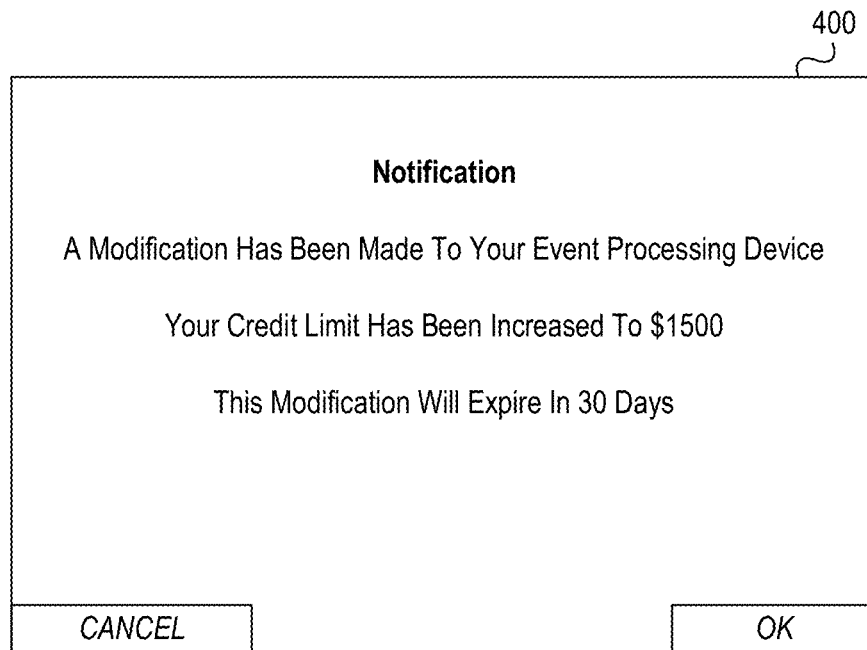 400
Notification
A Modification Has Been Made To Your Event Processing Device
Your Credit Limit Has Been Increased To $1500
This Modification Will Expire In 30 Days
CANCEL
OK